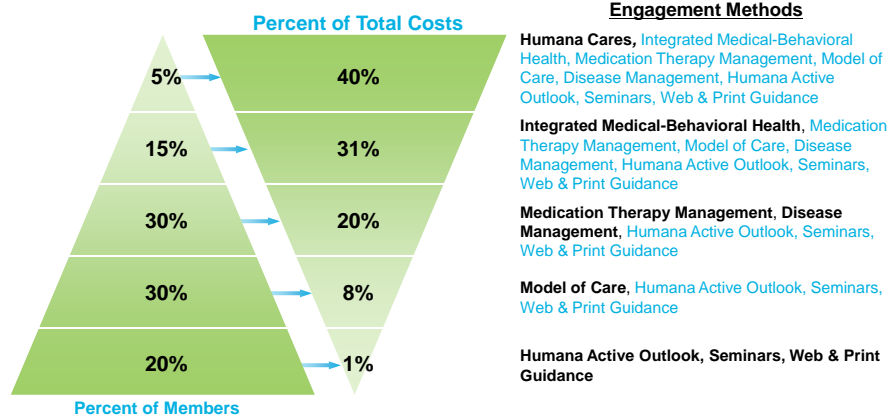 Percent of Total Costs
Engagement Methods
5%
40%
Humana Cares, Integrated Medical-Behavioral
Health, Medication Therapy Management, Model of
Care, Disease Management, Humana Active
Outlook, Seminars, Web & Print Guidance
15%
31%
Integrated Medical-Behavioral Health, Medication
Therapy Management, Model of Care, Disease
Management, Humana Active Outlook, Seminars,
Web & Print Guidance
30%
20%
Medication Therapy Management, Disease
Management, Humana Active Outlook, Seminars,
Web & Print Guidance
30%
8%
Model of Care, Humana Active Outlook, Seminars,
Web & Print Guidance
20%
1%
Humana Active Outlook, Seminars, Web & Print
Guidance
Percent of Members